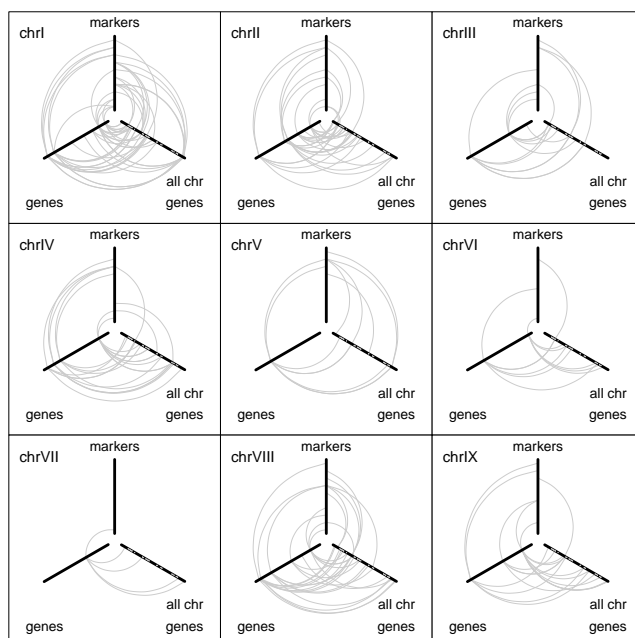 markers
chrI
all chr
genes
genes
markers
chrII
all chr
genes
genes
markers
chrIII
all chr
genes
genes
markers
chrIV
all chr
genes
genes
markers
chrV
all chr
genes
genes
markers
chrVI
all chr
genes
genes
markers
chrVII
all chr
genes
genes
markers
chrVIII
all chr
genes
genes
markers
chrIX
all chr
genes
genes